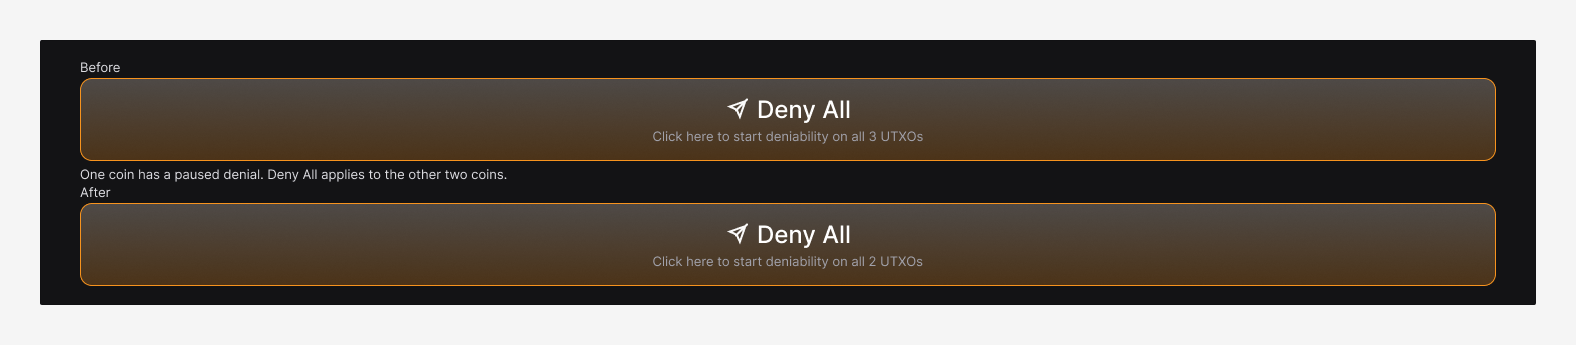 Before
Deny All
Click here to start deniability on all 3 UTXOs
One coin has a paused denial. Deny All applies to the other two coins.
After
Deny All
Click here to start deniability on all 2 UTXOs